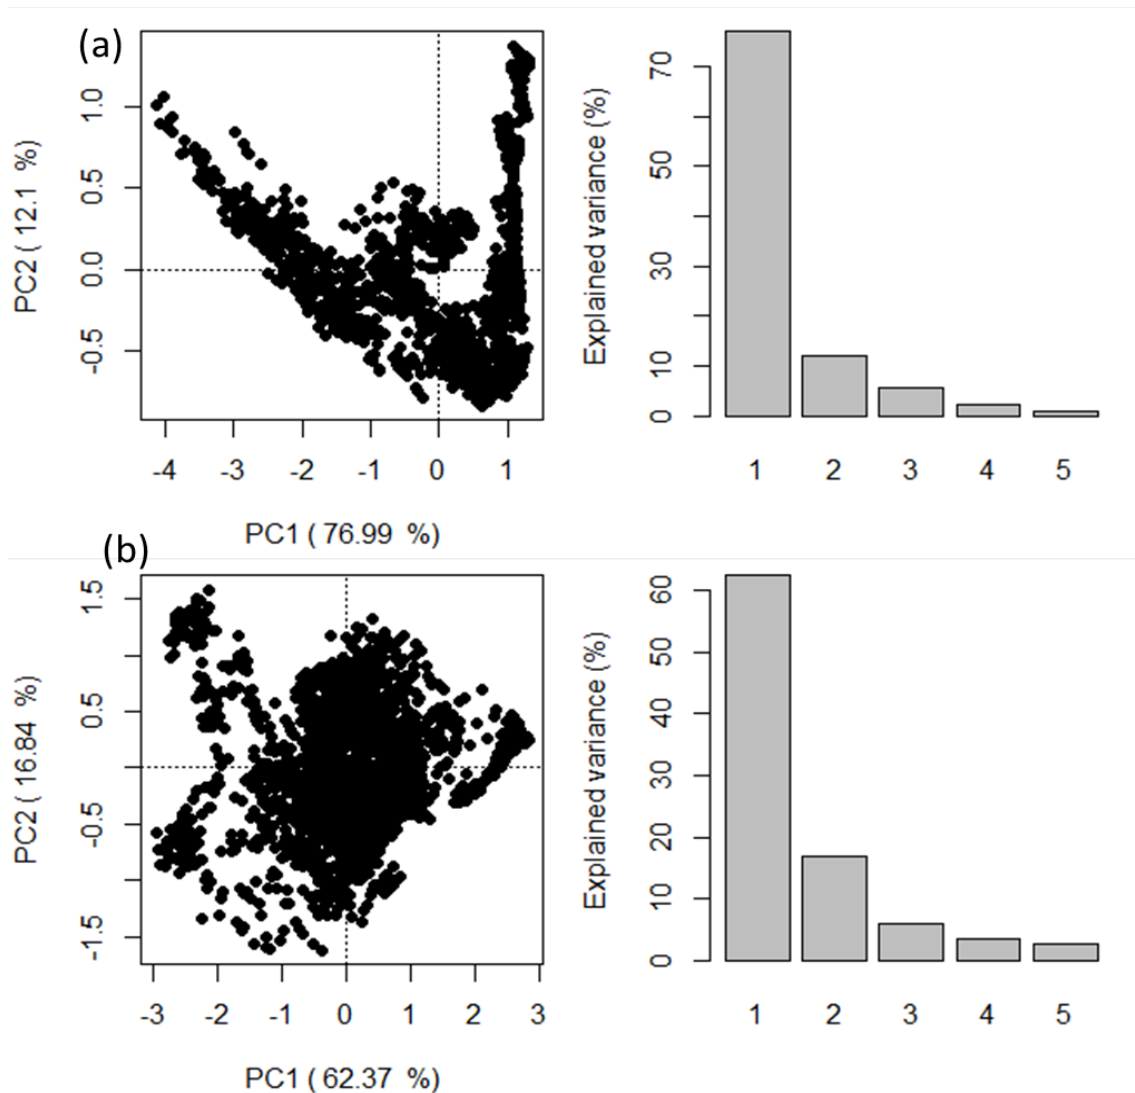 (a)
PC2 ( 12.1 %)
1.0
0.5
0.0
-0.5
-4 -3 -2 -1 0 1
PC1 ( 76.99 %)
Explained variance (%)
70
50
30
10
0
1 2 3 4 5
(b)
PC2 ( 16.84 %)
1.5
0.5
-0.5
-1.5
-3 -2 -1 0 1 2 3
PC1 ( 62.37 %)
Explained variance (%)
60
50
40
30
20
10
0
1 2 3 4 5